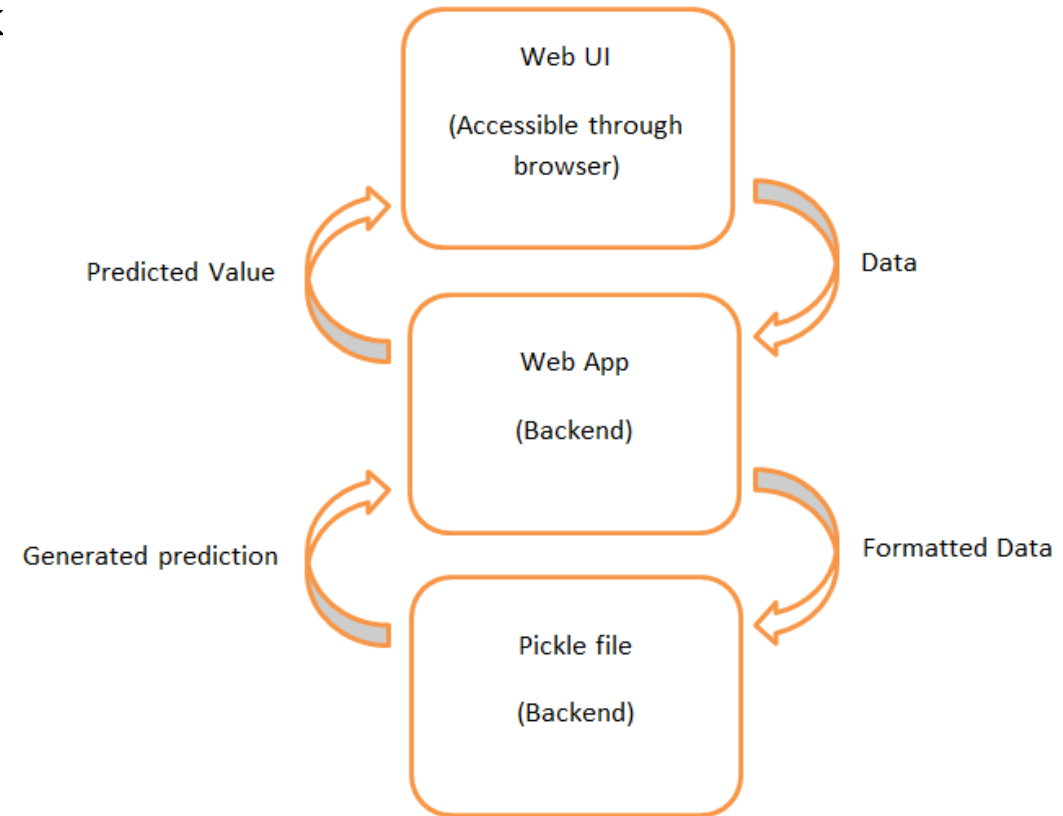 Web UI
(Accessible through
browser)
Predicted Value
Data
Web App
(Backend)
Generated prediction
Formatted Data
Pickle file
(Backend)